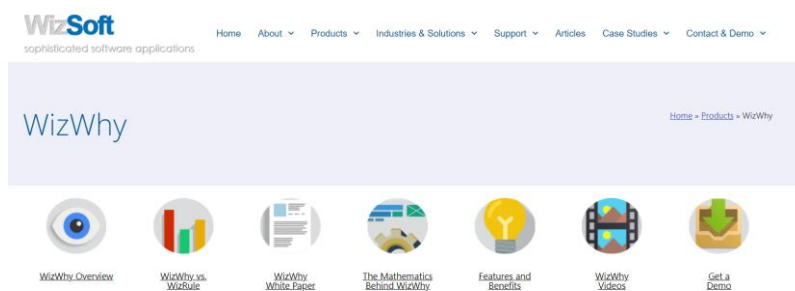 WizSoft
sophisticated software applications
Home About Products Industries & Solutions Support Articles Case Studies Contact & Demo
WizWhy
Home » Products » WizWhy
WizWhy Overview
WizWhy vs.
WizRule
WizWhy
White Paper
The Mathematics
Behind WizWhy
Features and
Benefits
WizWhy
Videos
Get a
Demo